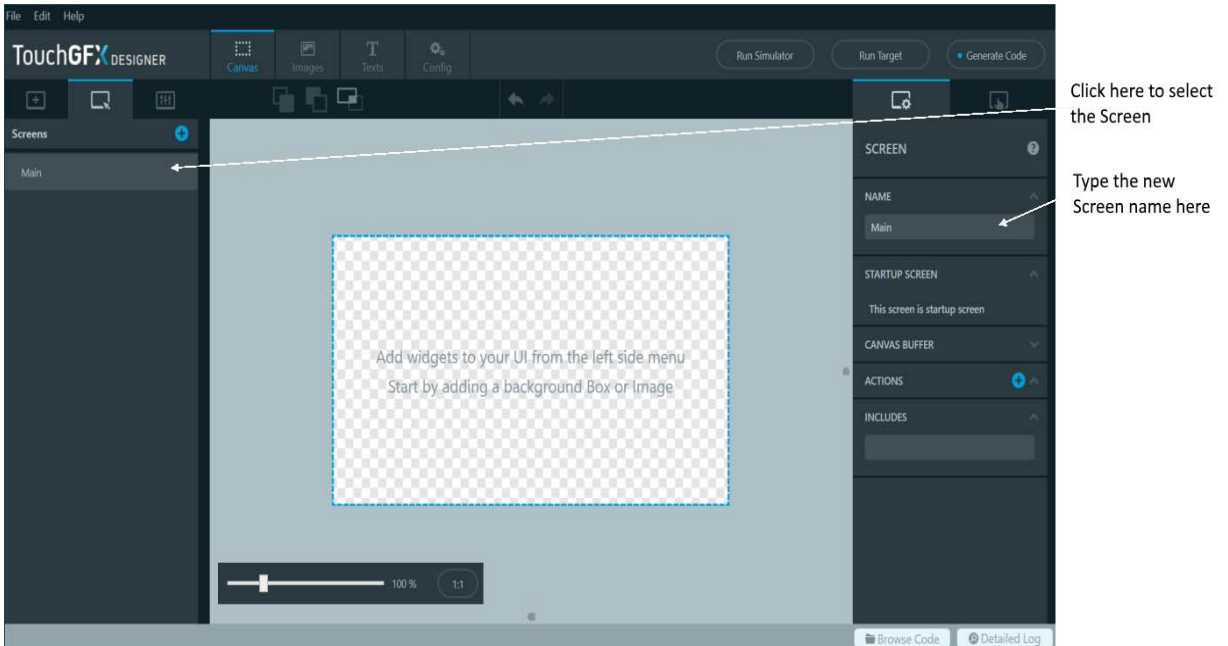 File Edit Help
TouchGFX DESIGNER
Canvas
Images
Texts
Config
Run Simulator
Run Target
Generate Code
Screens
Main
SCREEN
NAME
Main
STARTUP SCREEN
This screen is startup screen
CANVAS BUFFER
ACTIONS
INCLUDES
Add widgets to your UI from the left side menu
Start by adding a background Box or Image
100 %
1:1
Browse Code
Detailed Log
Click here to select
the Screen
Type the new
Screen name here